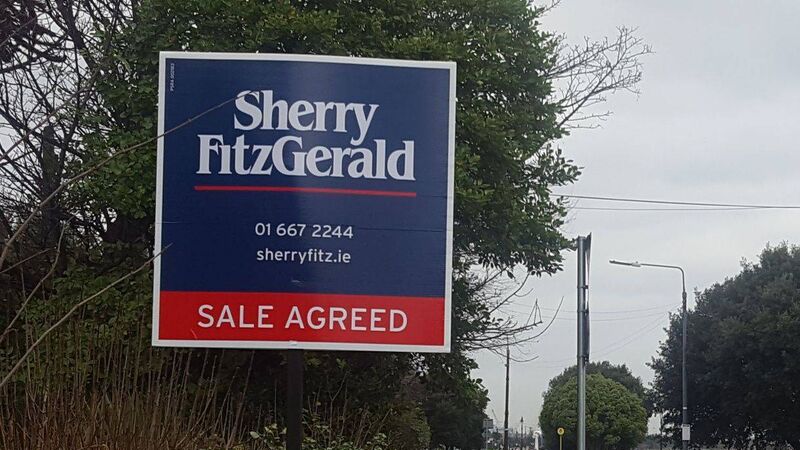 Sherry
FitzGerald
01 667 2244
sherryfitz.ie
SALE AGREED